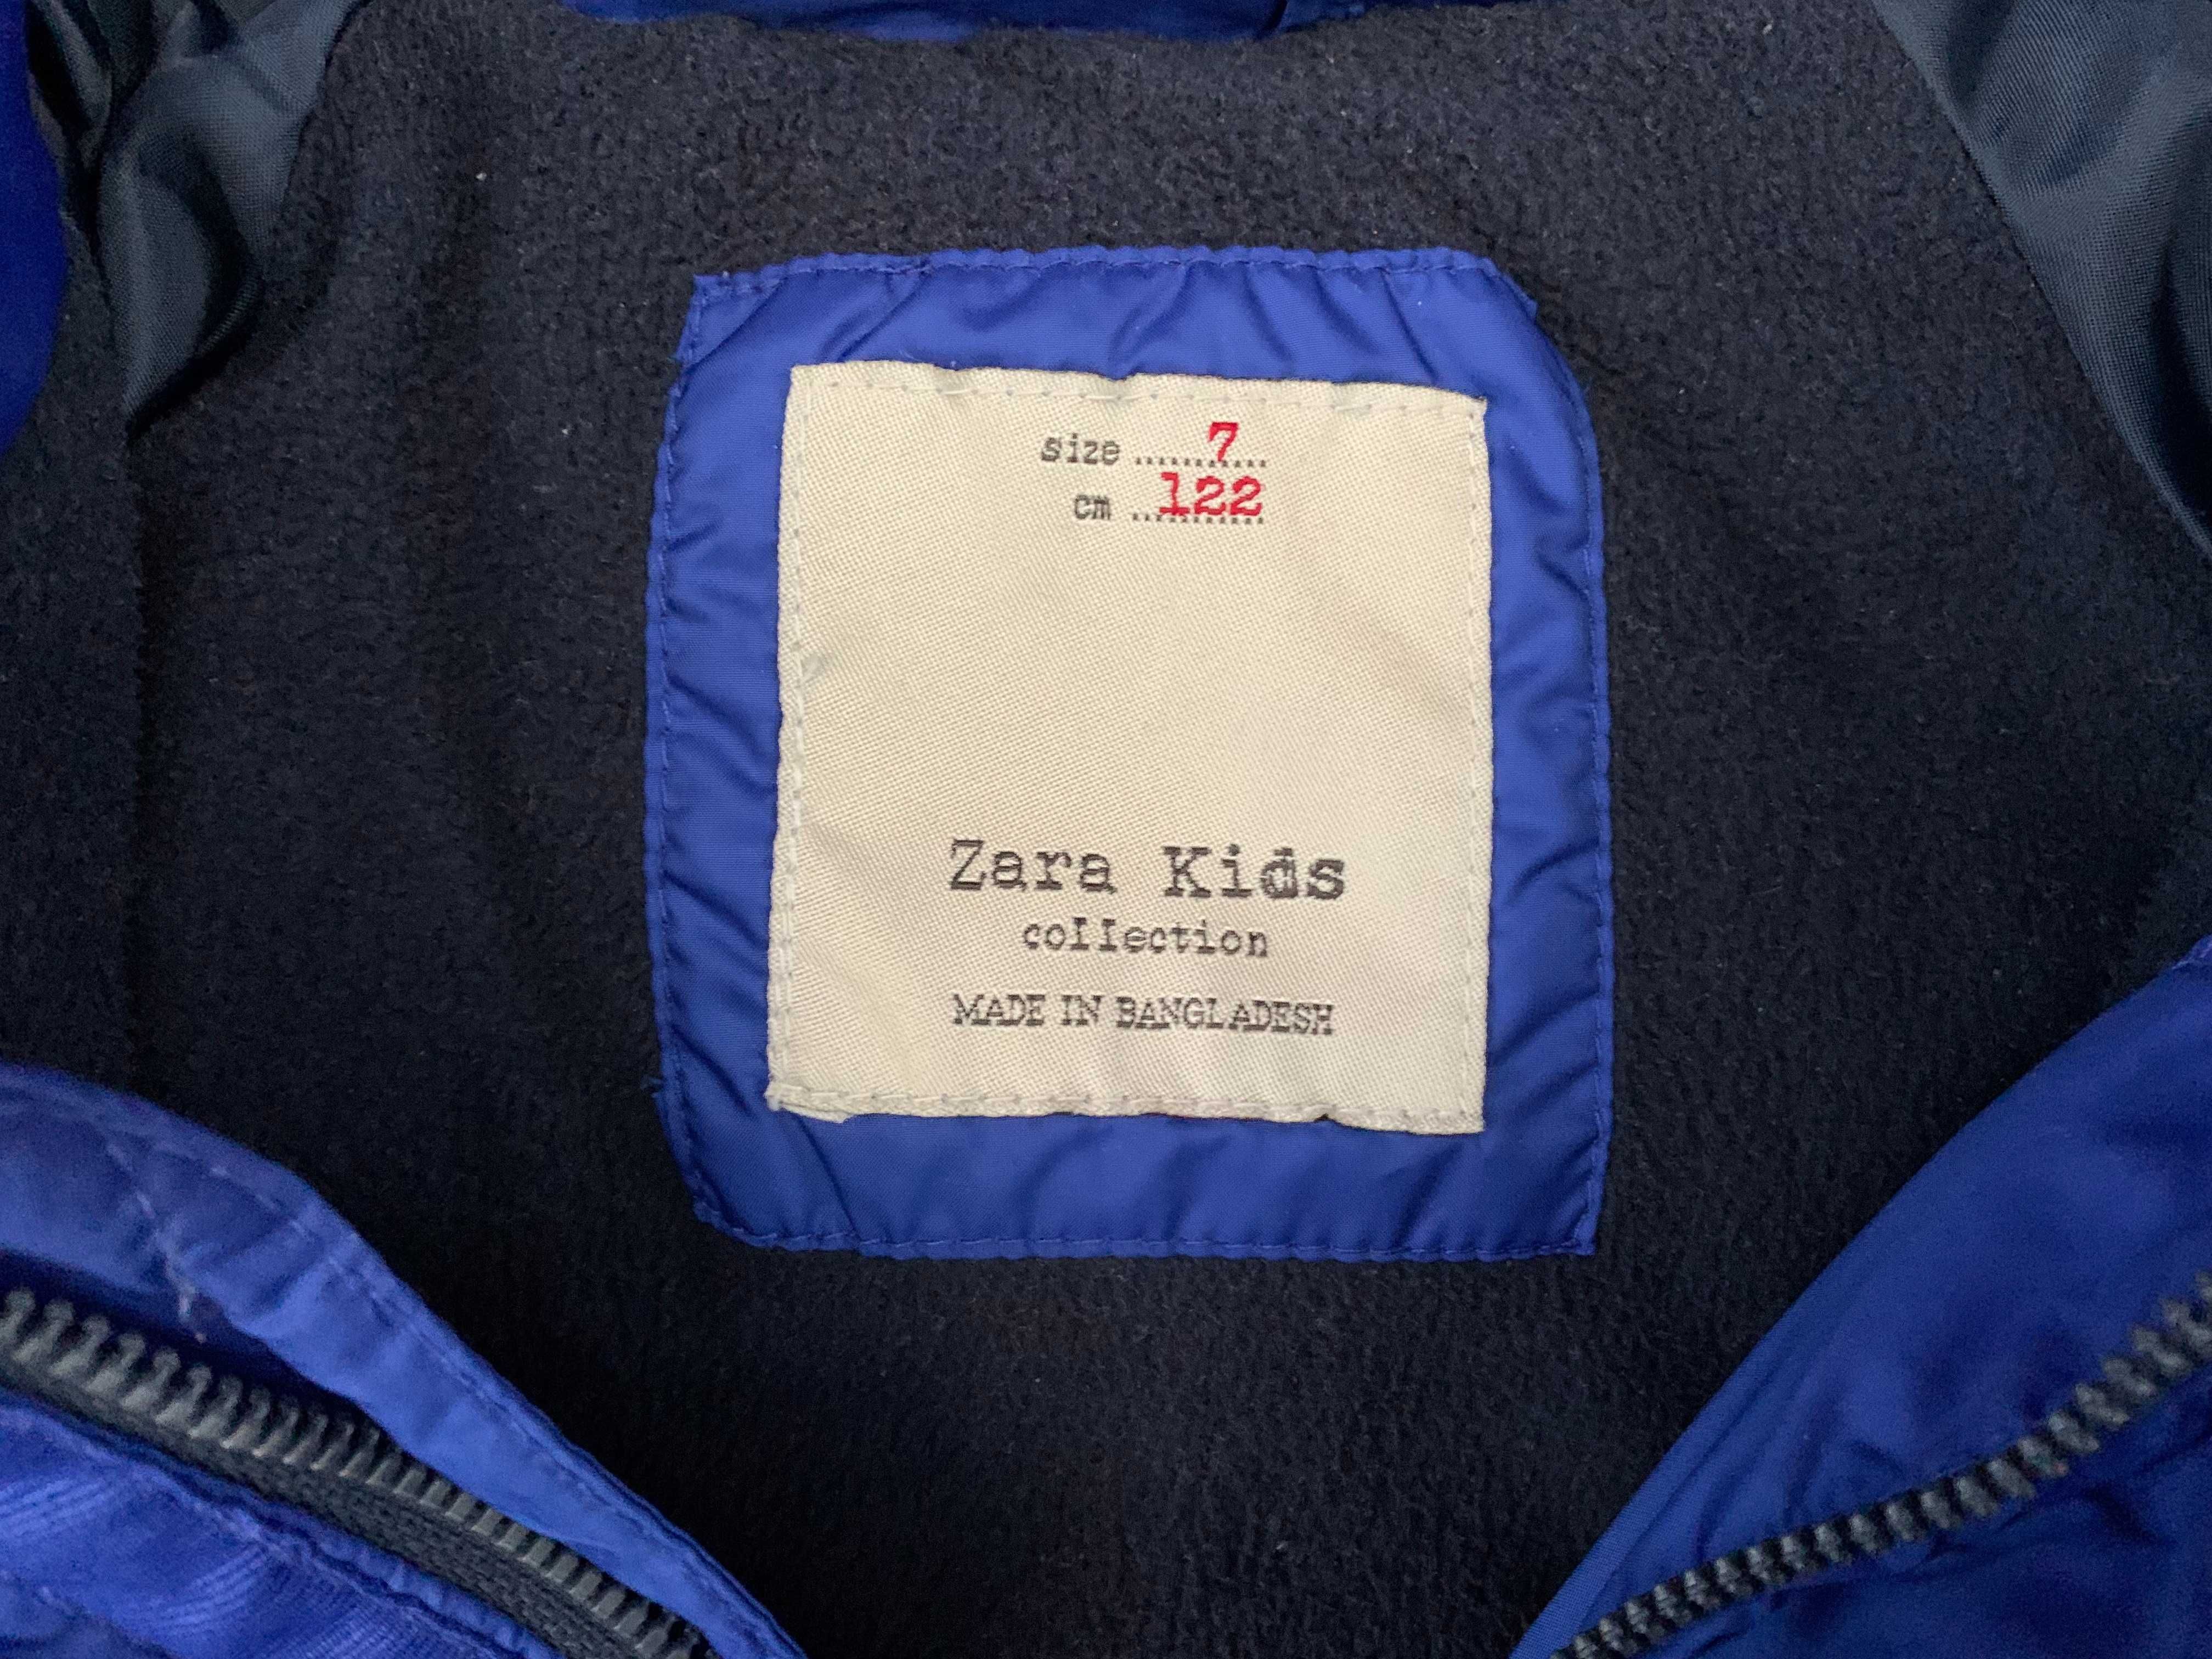 size ............7..
cm ..122
Zara Kids
collection
MADE IN BANGLADESH